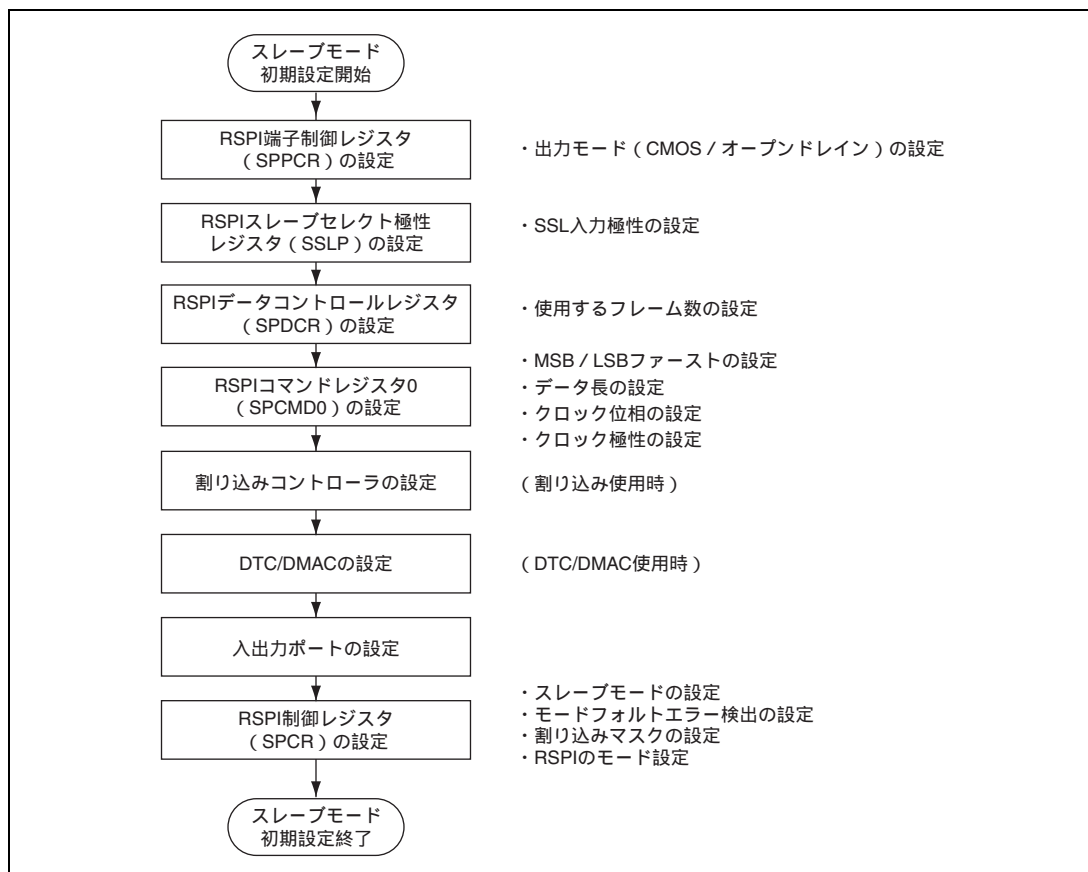 スレーブモード
初期設定開始
RSPI端子制御レジスタ
（SPPCR）の設定
・出力モード（CMOS / オープンドレイン）の設定
RSPIスレーブセレクト極性
レジスタ（SSLP）の設定
・SSL入力極性の設定
RSPIデータコントロールレジスタ
（SPDCR）の設定
・使用するフレーム数の設定
RSPIコマンドレジスタ0
（SPCMD0）の設定
・MSB / LSBファーストの設定
・データ長の設定
・クロック位相の設定
・クロック極性の設定
割り込みコントローラの設定
（割り込み使用時）
DTC/DMACの設定
（DTC/DMAC使用時）
入出力ポートの設定
RSPI制御レジスタ
（SPCR）の設定
・スレーブモードの設定
・モードフォルトエラー検出の設定
・割り込みマスクの設定
・RSPIのモード設定
スレーブモード
初期設定終了